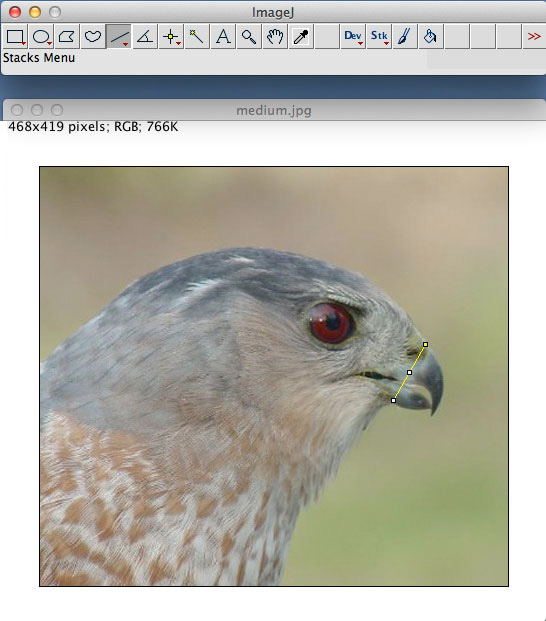 ImageJ
A Dev Stk >>
Stacks Menu
medium.jpg
468x419 pixels; RGB; 766K